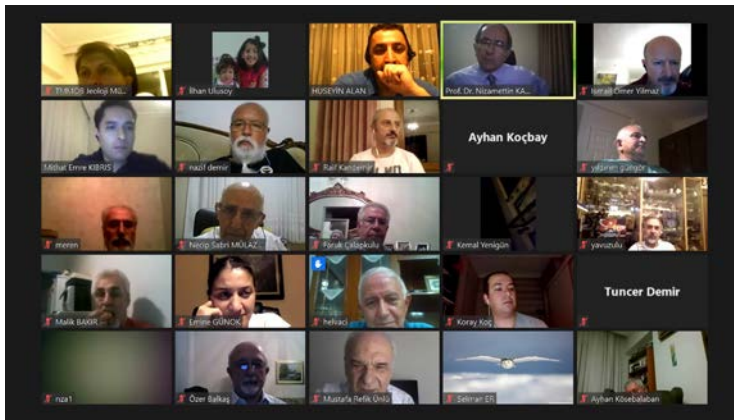 TMMOB Jeoloji Mü...
İlhan Ulusoy
HÜSEYİN ALAN
Prof. Dr. Nizamettin KA...
İsmail Ömer Yılmaz
Mithat Emre KIBRIS
nazif demir
Raif Kandemir
Ayhan Koçbay
yıldırım güngör
meren
Necip Sabri MÜLAZ...
Faruk Çalapkulu
Kemal Yenigün
yavuzulu
Malik BAKIR
Emine GÜNOK
helvaci
Koray Koç
Tuncer Demir
nza1
Özer Balkaş
Mustafa Refik Ünlü
Selman ER
Ayhan Kösebalaban